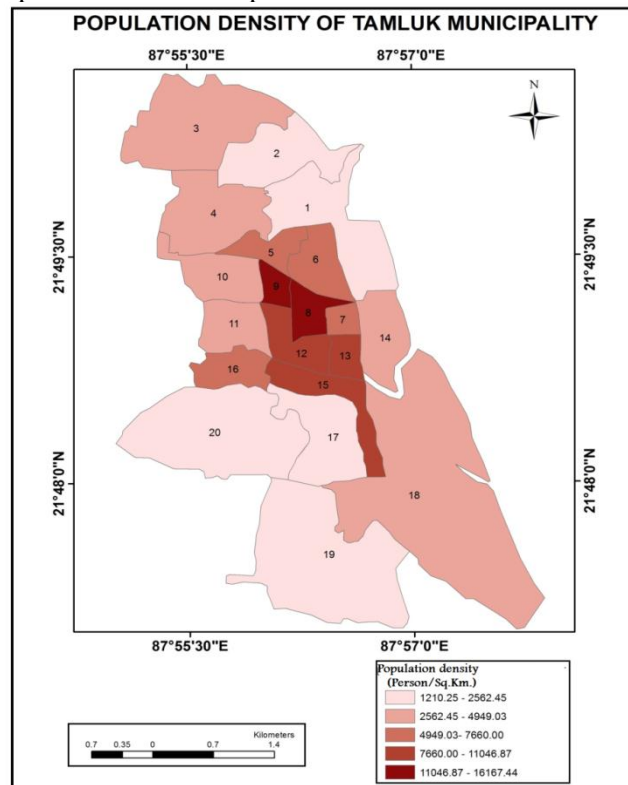 POPULATION DENSITY OF TAMLUK MUNICIPALITY
87°55'30"E 87°57'0"E
N
3
2
1
4
21°49'30"N 21°49'30"N
5
6
10
9
8
7
11
14
12
13
16
15
20
17
21°48'0"N 21°48'0"N
18
19
87°55'30"E 87°57'0"E
Population density
(Person/Sq.Km.)
1210.25 - 2562.45
2562.45 - 4949.03
4949.03- 7660.00
7660.00 - 11046.87
11046.87 - 16167.44
Kilometers
0.7 0.35 0 0.7 1.4